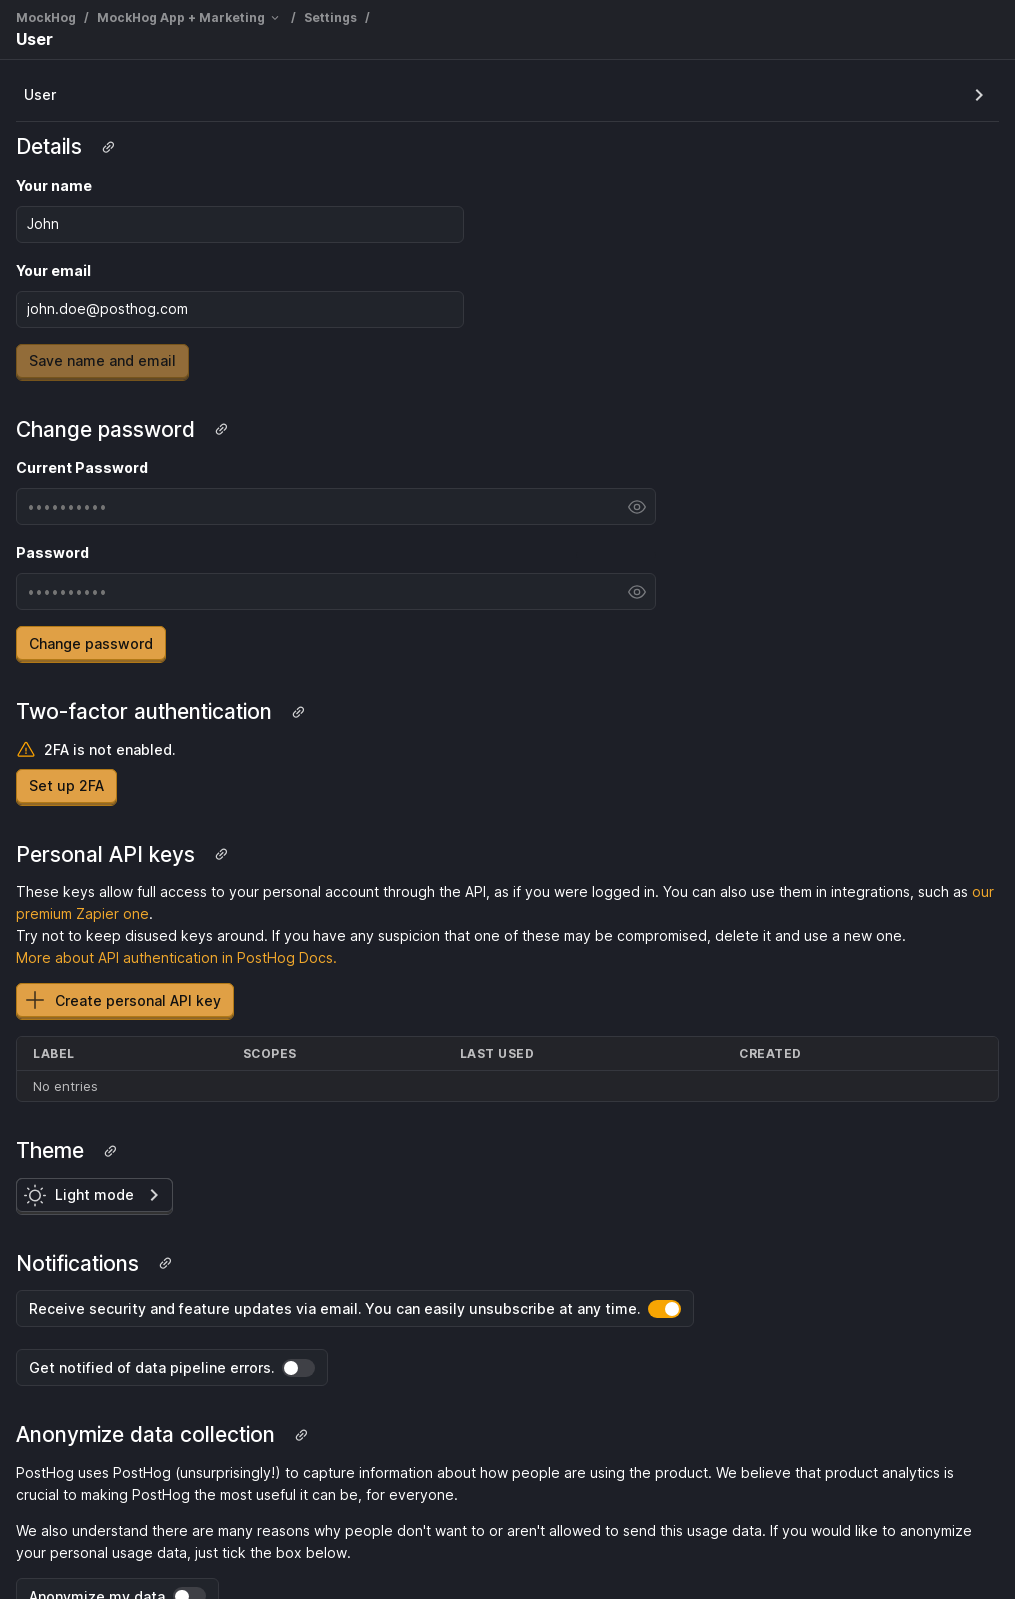 MockHog / MockHog App + Marketing / Settings /
User
User
Details
Your name
John
Your email
john.doe@posthog.com
Save name and email
Change password
Current Password
••••••••••
Password
••••••••••
Change password
Two-factor authentication
2FA is not enabled.
Set up 2FA
Personal API keys
These keys allow full access to your personal account through the API, as if you were logged in. You can also use them in integrations, such as our
premium Zapier one.
Try not to keep disused keys around. If you have any suspicion that one of these may be compromised, delete it and use a new one.
More about API authentication in PostHog Docs.
Create personal API key
LABEL SCOPES LAST USED CREATED
No entries
Theme
Light mode
Notifications
Receive security and feature updates via email. You can easily unsubscribe at any time.
Get notified of data pipeline errors.
Anonymize data collection
PostHog uses PostHog (unsurprisingly!) to capture information about how people are using the product. We believe that product analytics is
crucial to making PostHog the most useful it can be, for everyone.
We also understand there are many reasons why people don't want to or aren't allowed to send this usage data. If you would like to anonymize
your personal usage data, just tick the box below.
Anonymize my data